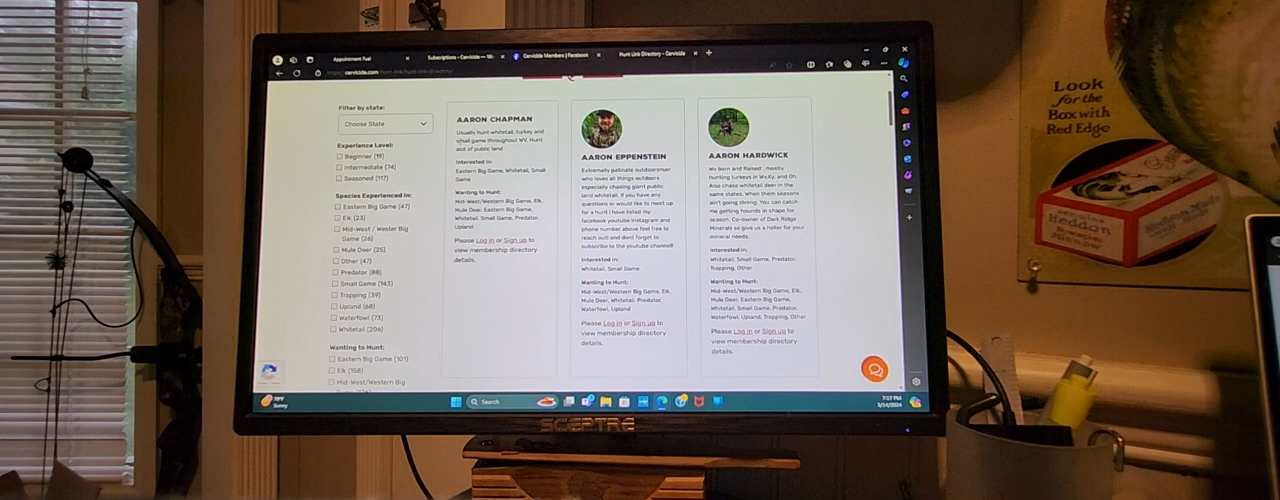 Appointment Fuel
Cervicide Members | Facebook
Hunt Link Directory - Cervicide
Filter by state:
Choose State
Experience Level:
Beginner (19)
Intermediate (74)
Seasoned (117)
Species Experienced in:
Eastern Big Game (47)
Elk (23)
Mid-West / Wester Big
Game (26)
Mule Deer (25)
Other (47)
Predator (88)
Small Game (143)
Trapping (39)
Upland (68)
Waterfowl (73)
Whitetail (206)
Wanting to Hunt:
Eastern Big Game (101)
Elk (158)
Mid-West/Western Big
AARON CHAPMAN
Usually hunt whitetail, turkey and
small game throughout WV. Hunt
alot of public land
Interested in:
Eastern Big Game, Whitetail, Small
Game
Wanting to Hunt:
Mid-West/Western Big Game, Elk,
Mule Deer, Eastern Big Game,
Whitetail, Small Game, Predator,
Upland
Please Log in or Sign up to
view membership directory
details.
AARON EPPENSTEIN
Extremally patinate outdoorsman
who loves all things outdoors
especially chasing giant public
land whitetail. If you have any
questions or would like to meet up
for a hunt I have listed my
facebook youtube instagram and
phone number above feel free to
reach out! and dont forget to
subscribe to the youtube channel!
Interested in:
Whitetail, Small Game
Wanting to Hunt:
Mid-West/Western Big Game, Elk,
Mule Deer, Whitetail, Predator,
Waterfowl, Upland
Please Log in or Sign up to
view membership directory
details.
AARON HARDWICK
Wv born and Raised , mostly
hunting turkeys in Wv,Ky, and Oh.
Also chase whitetail deer in the
same states. When them seasons
ain't going strong. You can catch
me getting hounds in shape for
season. Co-owner of Dark Ridge
Minerals so give us a holler for your
mineral needs.
Interested in:
Whitetail, Small Game, Predator,
Trapping, Other
Wanting to Hunt:
Mid-West/Western Big Game, Elk,
Mule Deer, Eastern Big Game,
Whitetail, Small Game, Predator,
Waterfowl, Upland, Trapping, Other
Please Log in or Sign up to
view membership directory
details.
79°F
Sunny
Search
7:17 PM
5/14/2024
SCEPTRE
Look
for the
Box with
Red Edge
Genuine
Heddon
Dowagiac